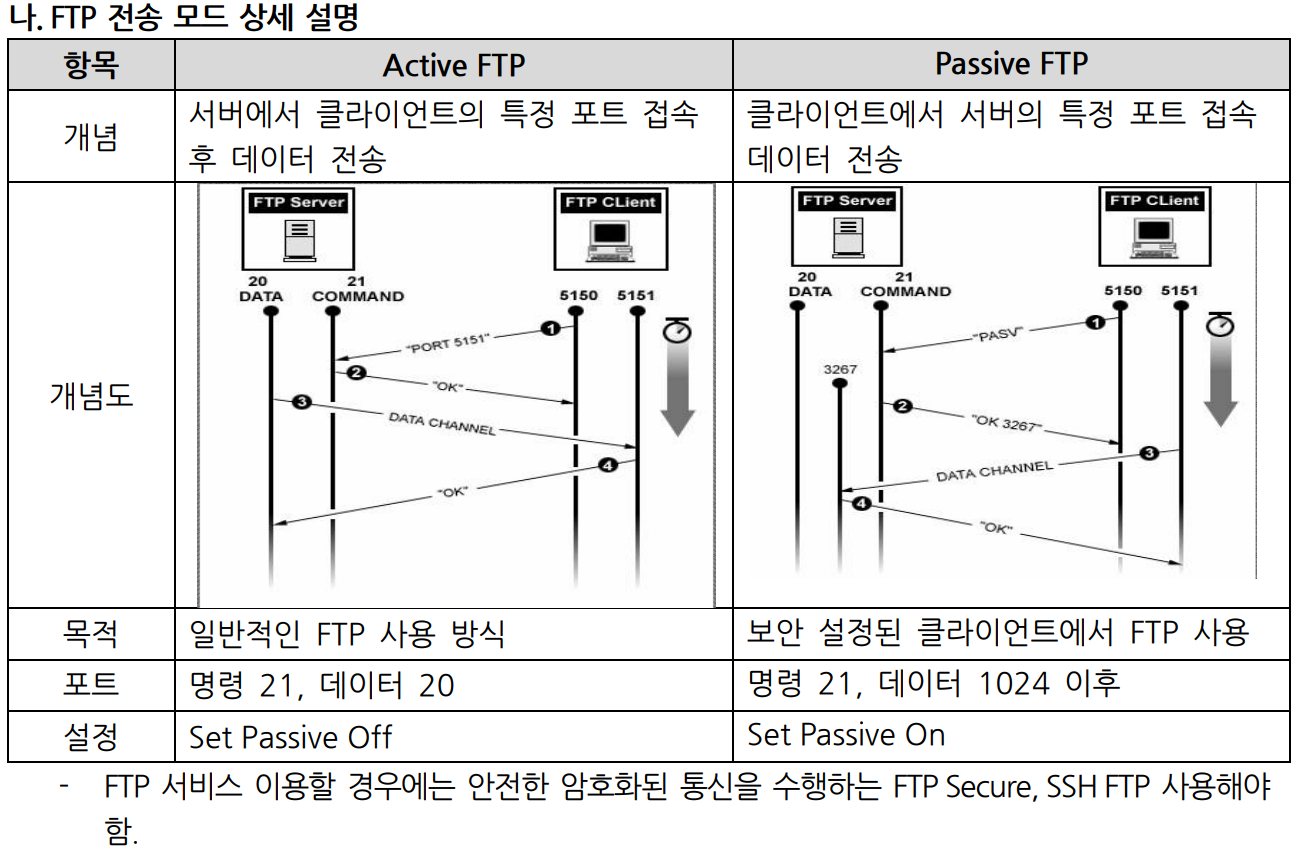 나. FTP 전송 모드 상세 설명
항목
Active FTP
Passive FTP
개념
서버에서 클라이언트의 특정 포트 접속
후 데이터 전송
클라이언트에서 서버의 특정 포트 접속
데이터 전송
개념도
FTP Server
FTP CLient
20
DATA
21
COMMAND
5150
5151
❶
"PORT 5151"
❷
"OK"
❸
DATA CHANNEL
❹
"OK"
FTP Server
FTP CLient
20
DATA
21
COMMAND
5150
5151
❶
"PASV"
3267
❷
"OK 3267"
❸
DATA CHANNEL
❹
"OK"
목적
일반적인 FTP 사용 방식
보안 설정된 클라이언트에서 FTP 사용
포트
명령 21, 데이터 20
명령 21, 데이터 1024 이후
설정
Set Passive Off
Set Passive On
- FTP 서비스 이용할 경우에는 안전한 암호화된 통신을 수행하는 FTP Secure, SSH FTP 사용해야
함.